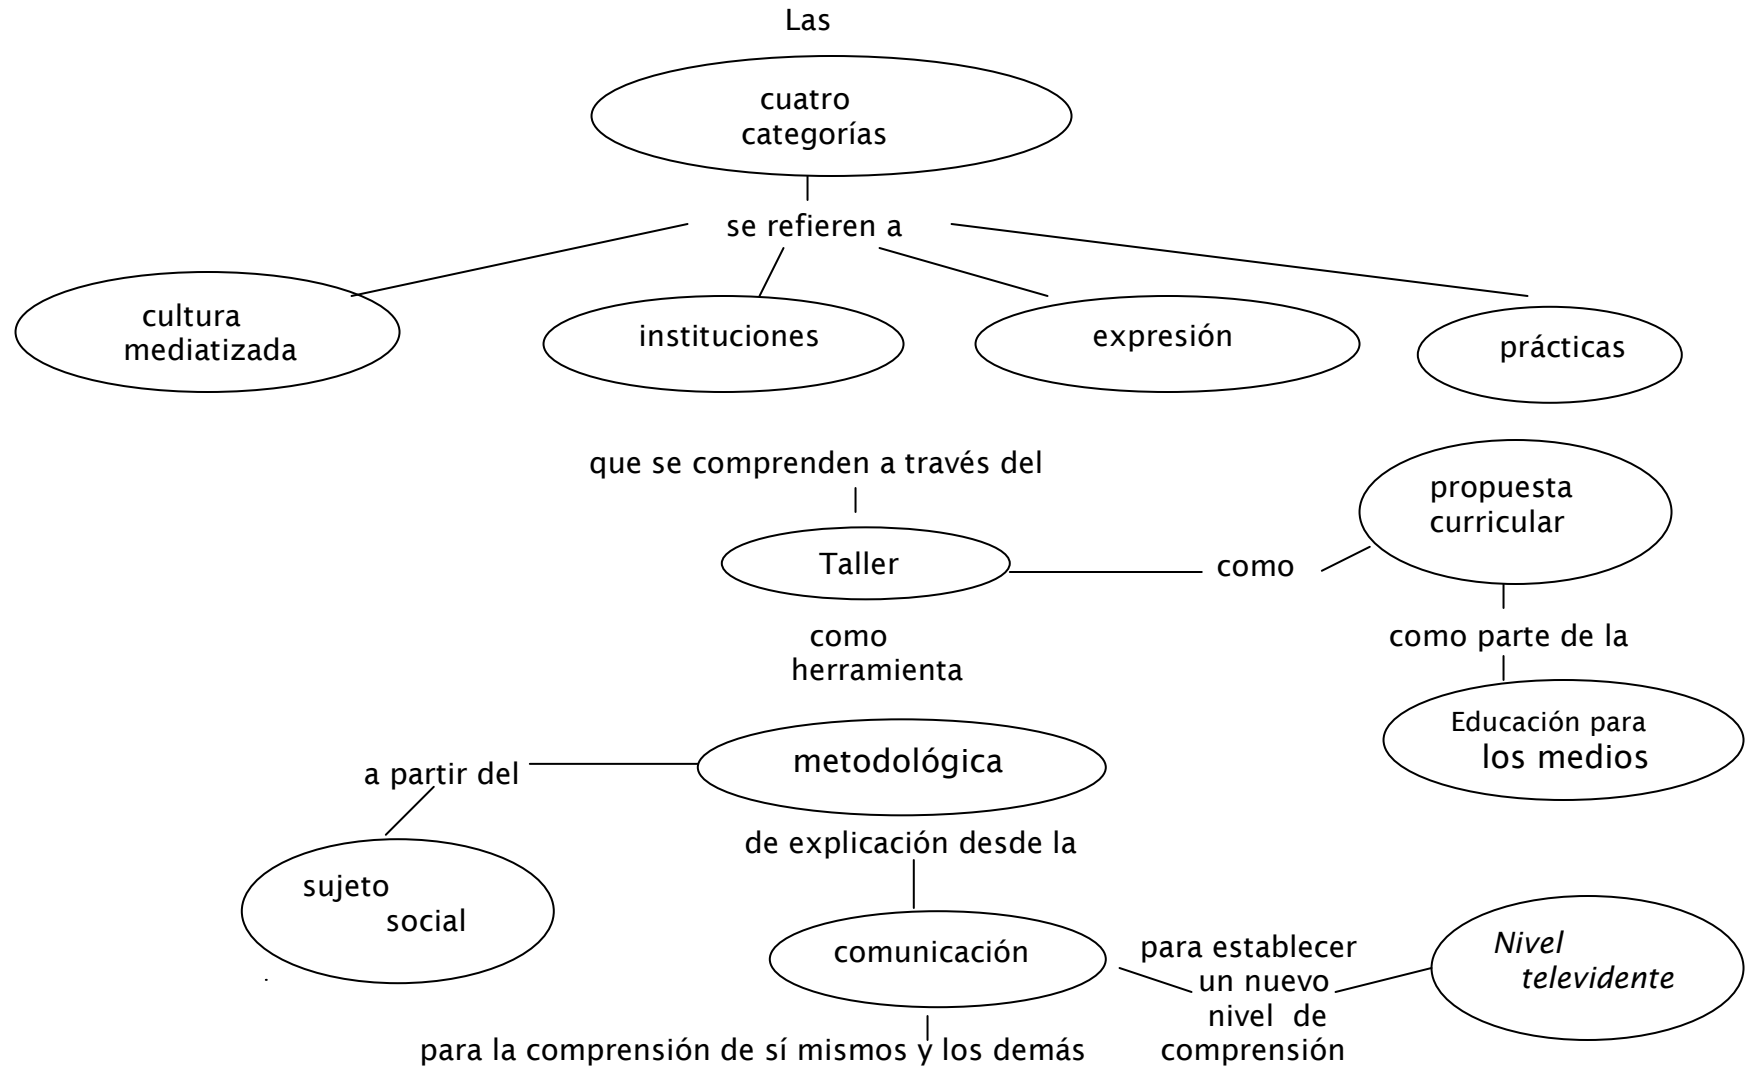 Las
cuatro
categorías
se refieren a
cultura
mediatizada
instituciones
expresión
prácticas
que se comprenden a través del
propuesta
curricular
Taller
como
como
herramienta
como parte de la
Educación para
los medios
metodológica
a partir del
de explicación desde la
sujeto
social
comunicación
para establecer
un nuevo
nivel de
comprensión
Nivel
televidente
para la comprensión de sí mismos y los demás